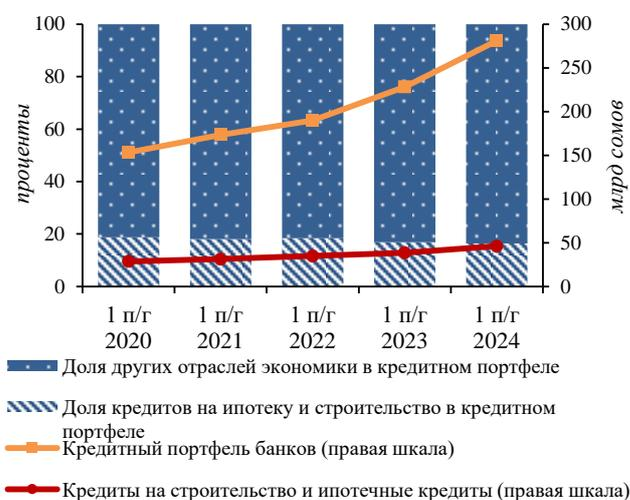 100
80
60
40
20
0
проценты
300
250
200
150
100
50
0
млрд сомов
1 п/г 1 п/г 1 п/г 1 п/г 1 п/г
2020 2021 2022 2023 2024
Доля других отраслей экономики в кредитном портфеле
Доля кредитов на ипотеку и строительство в кредитном
портфеле
Кредитный портфель банков (правая шкала)
Кредиты на строительство и ипотечные кредиты (правая шкала)